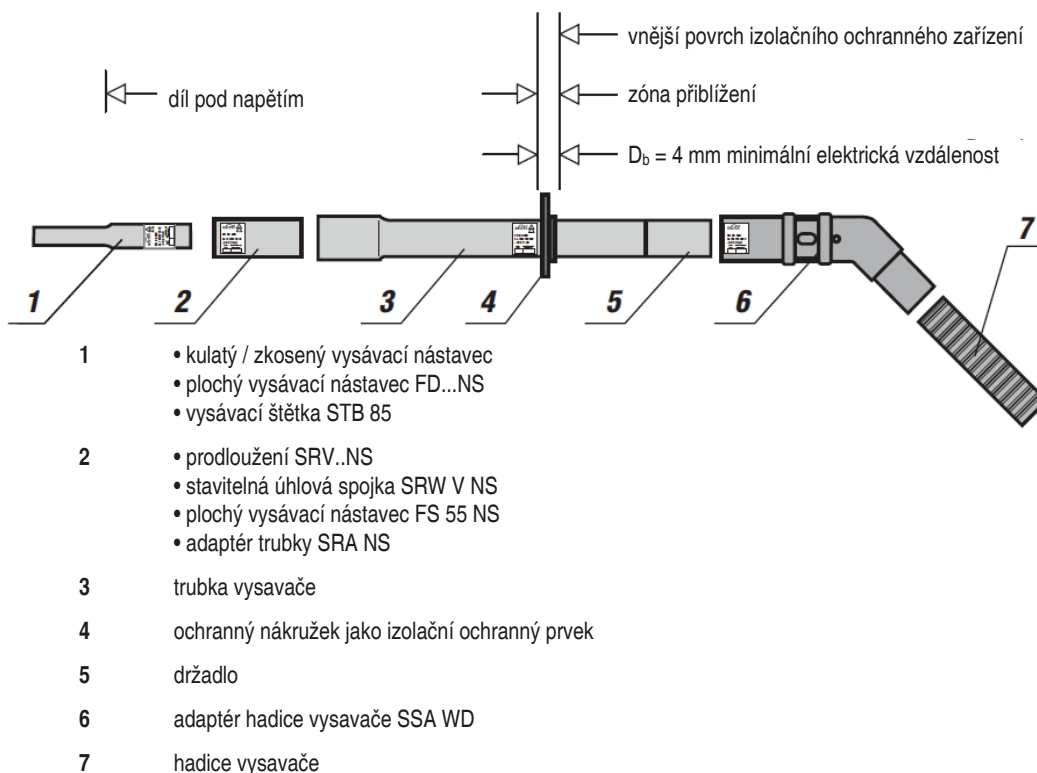 vnější povrch izolačního ochranného zařízení
díl pod napětím
zóna přiblížení
D_b = 4 mm minimální elektrická vzdálenost
1 2 3 4 5 6 7
1 • kulatý / zkosený vysávací nástavec
• plochý vysávací nástavec FD...NS
• vysávací štětka STB 85
2 • prodloužení SRV..NS
• stavitelná úhlová spojka SRW V NS
• plochý vysávací nástavec FS 55 NS
• adaptér trubky SRA NS
3 trubka vysavače
4 ochranný nákružek jako izolační ochranný prvek
5 držadlo
6 adaptér hadice vysavače SSA WD
7 hadice vysavače